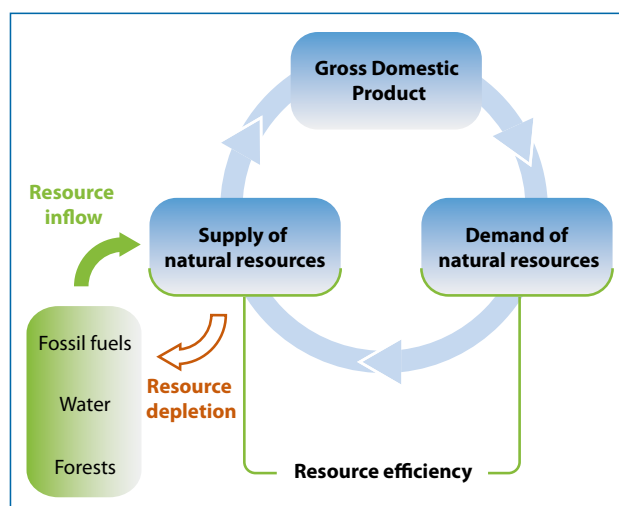 Gross Domestic
Product
Resource
inflow
Supply of
natural resources
Demand of
natural resources
Fossil fuels
Water
Forests
Resource
depletion
Resource efficiency